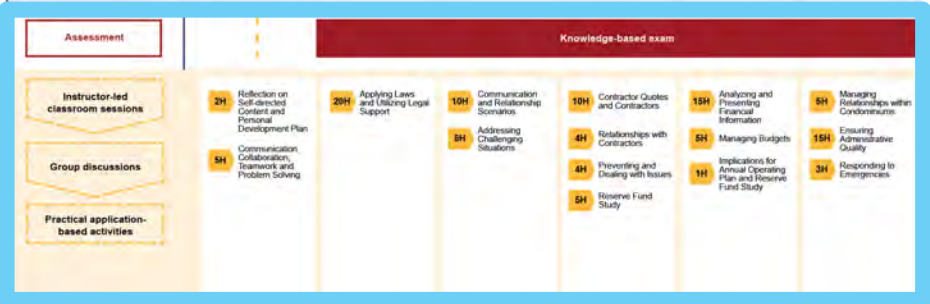 Assessment
Knowledge-based exam
Instructor-led
classroom sessions
Group discussions
Practical application-
based activities
2H
Reflection on
Self-directed
Content and
Personal
Development Plan
5H
Communication
Collaboration,
Teamwork and
Problem Solving
20H
Applying Laws
and Utilizing Legal
Support
10H
Communication
and Relationship
Scenarios
Addressing
Challenging
Situations
10H
Contractor Quotes
and Contractors
4H
Relationships with
Contractors
4H
Preventing and
Dealing with Issues
5H
Reserve Fund
Study
15H
Analyzing and
Presenting
Financial
Information
5H
Managing Budgets
1H
Implications for
Annual Operating
Plan and Reserve
Fund Study
5H
Managing
Relationships within
Condominiums
15H
Ensuring
Administrative
Quality
3H
Responding to
Emergencies